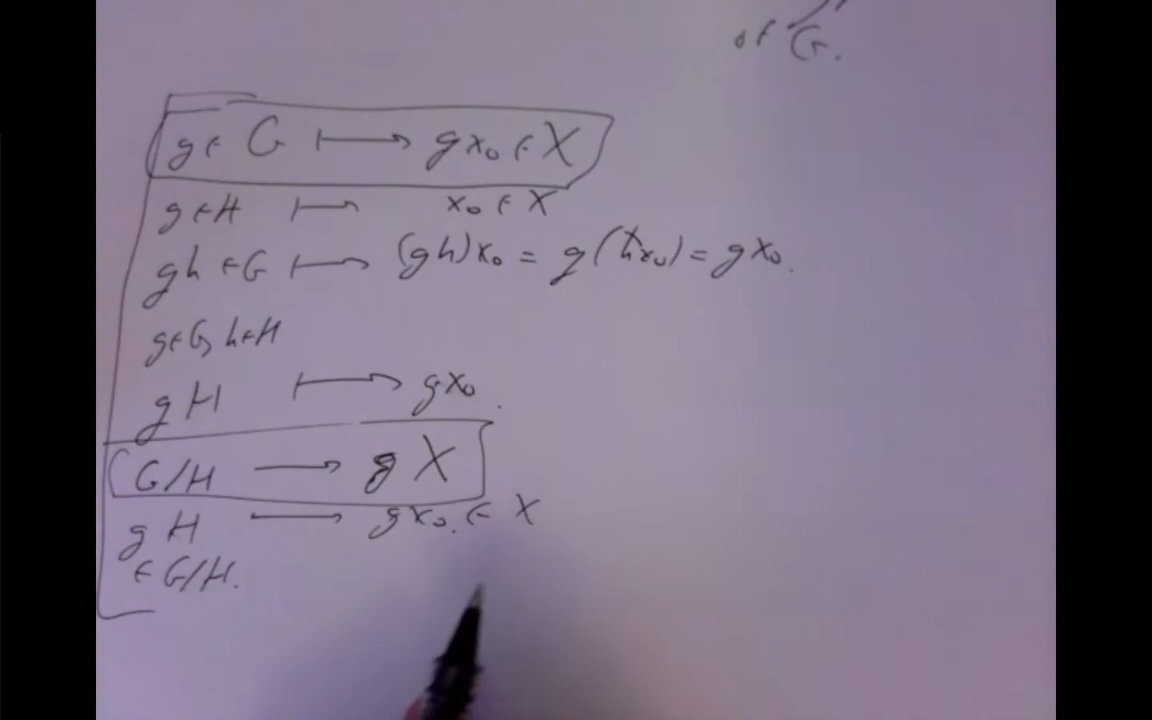 of G.
g ∈ G ⟼ gx₀ ∈ X
g ∈ H ⟼ x₀ ∈ X
gh ∈ G ⟼ (gh)x₀ = g(hx₀) = gx₀.
g∈G, h∈H
gH ⟼ gx₀.
G/H ⟶ X
gH ⟶ gx₀. ∈ X
∈ G/H.